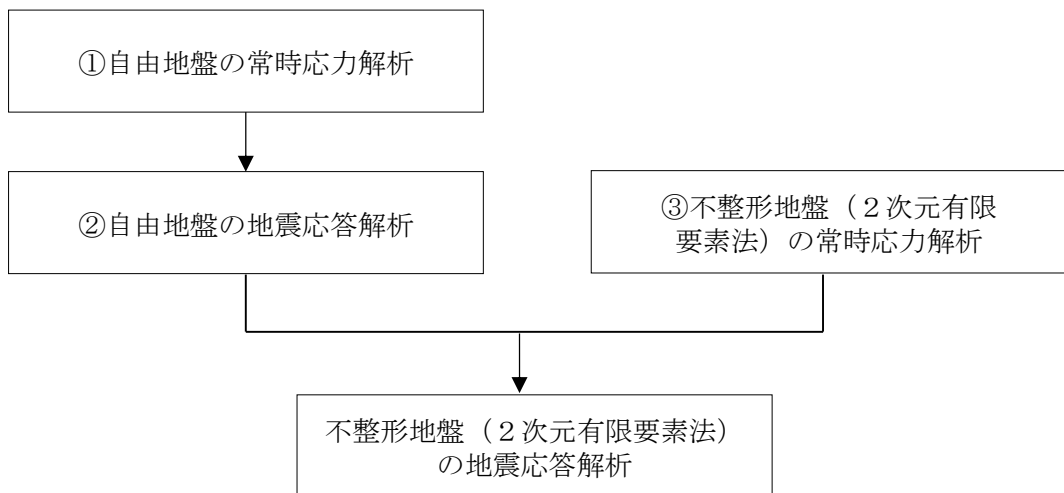 ①自由地盤の常時応力解析
②自由地盤の地震応答解析
③不整形地盤（２次元有限
要素法）の常時応力解析
不整形地盤（２次元有限要素法）
の地震応答解析